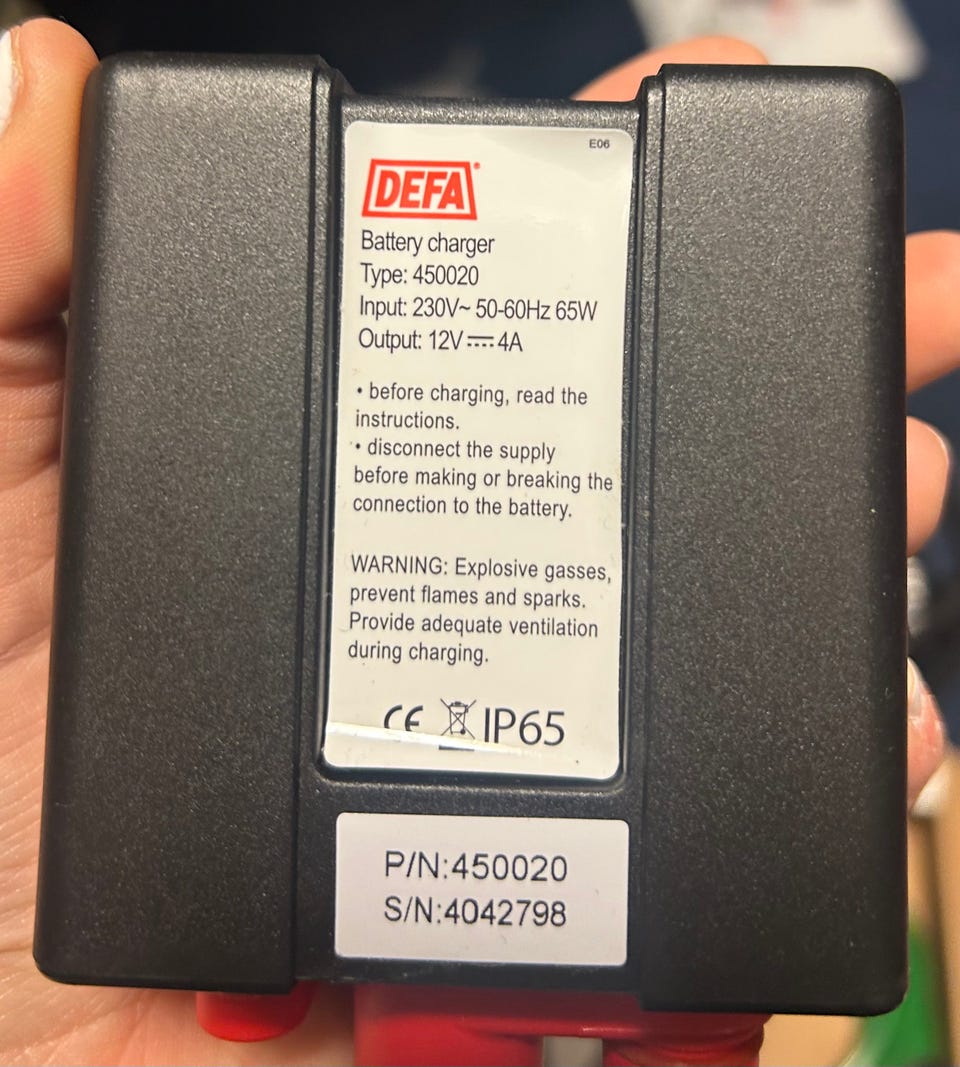 E06
DEFA
Battery charger
Type: 450020
Input: 230V~ 50-60Hz 65W
Output: 12V⎓4A
• before charging, read the
instructions.
• disconnect the supply
before making or breaking the
connection to the battery.
WARNING: Explosive gasses,
prevent flames and sparks.
Provide adequate ventilation
during charging.
CE IP65
P/N:450020
S/N:4042798